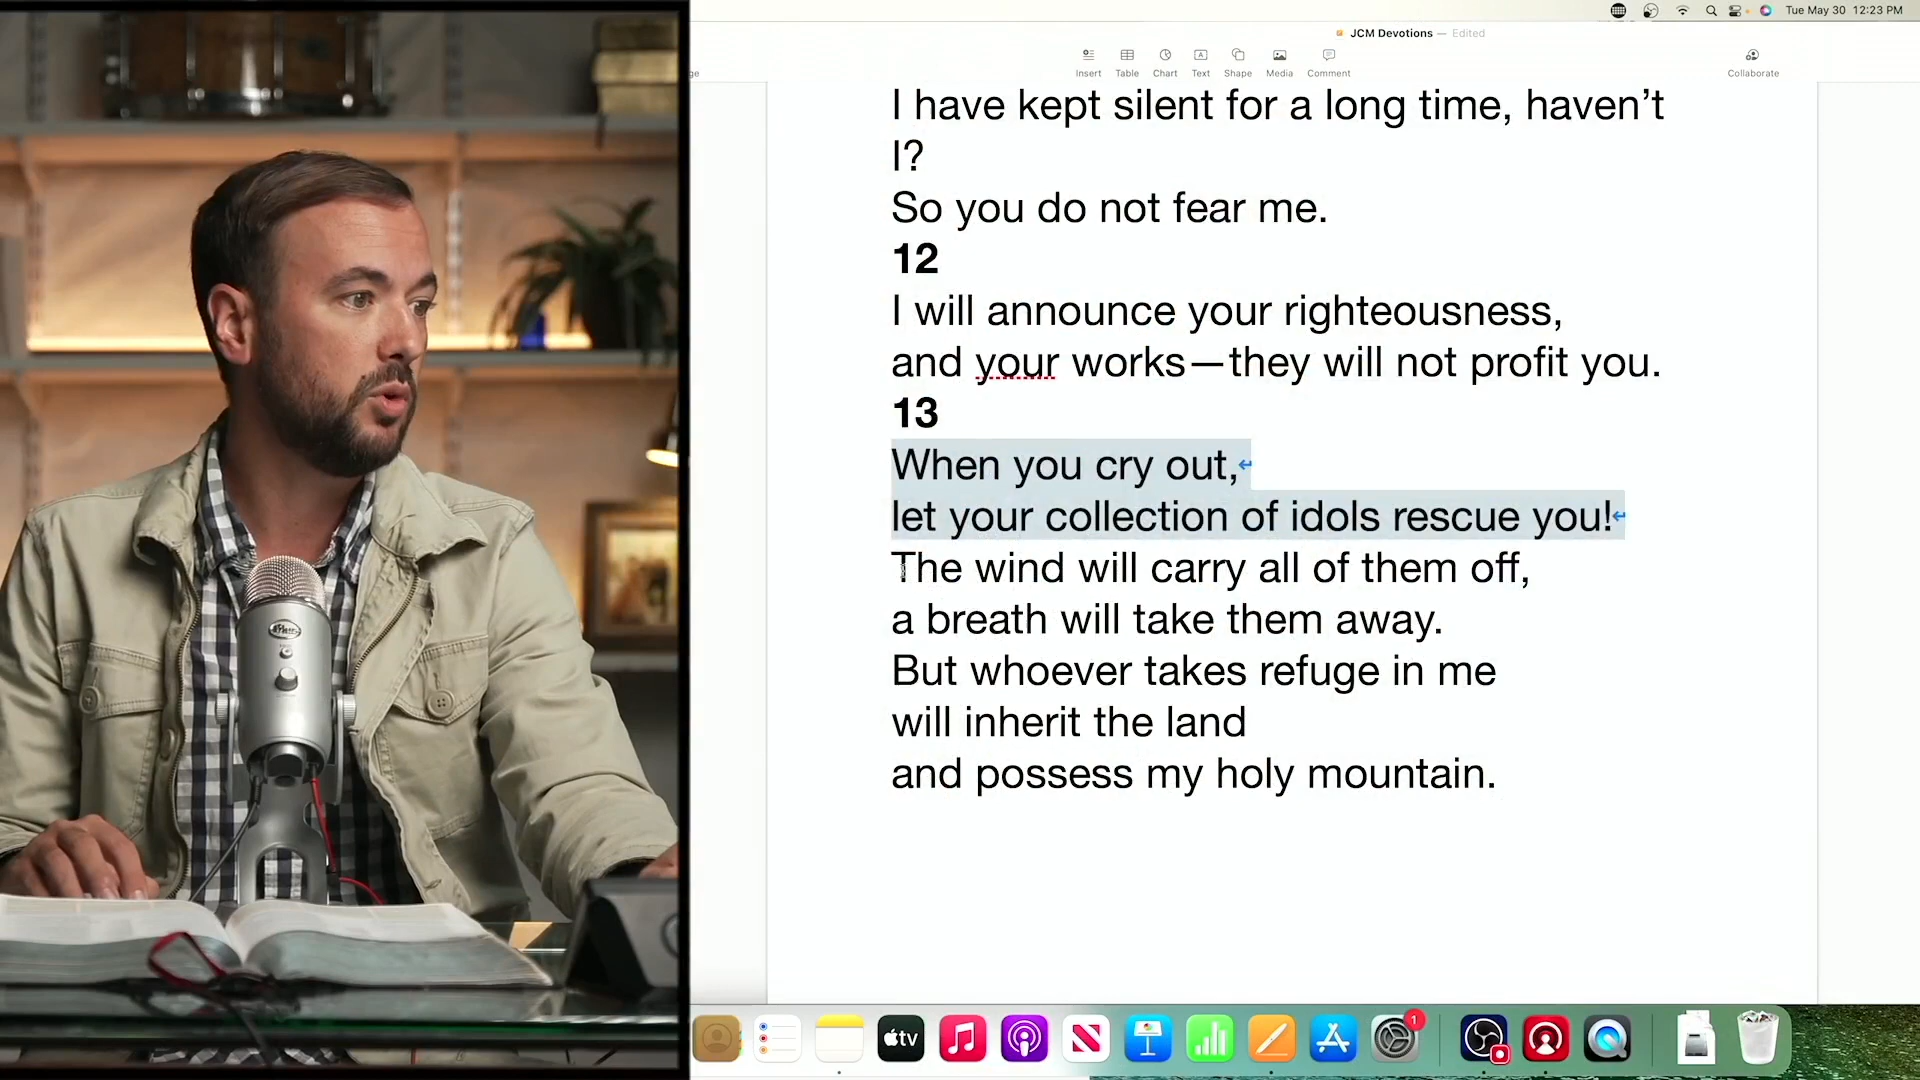 Tue May 30 12:23 PM
JCM Devotions — Edited
ge
Insert Table Chart Text Shape Media Comment
Collaborate
I have kept silent for a long time, haven’t
I?
So you do not fear me.
12
I will announce your righteousness,
and your works—they will not profit you.
13
When you cry out,
let your collection of idols rescue you!
The wind will carry all of them off,
a breath will take them away.
But whoever takes refuge in me
will inherit the land
and possess my holy mountain.
tv
1